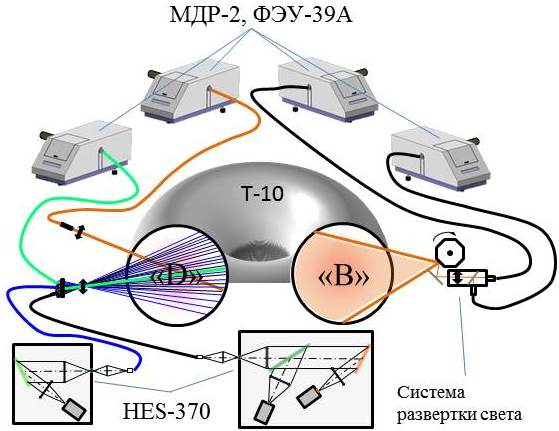 МДР-2, ФЭУ-39А
Т-10
«D»
«B»
HES-370
Система
развертки света